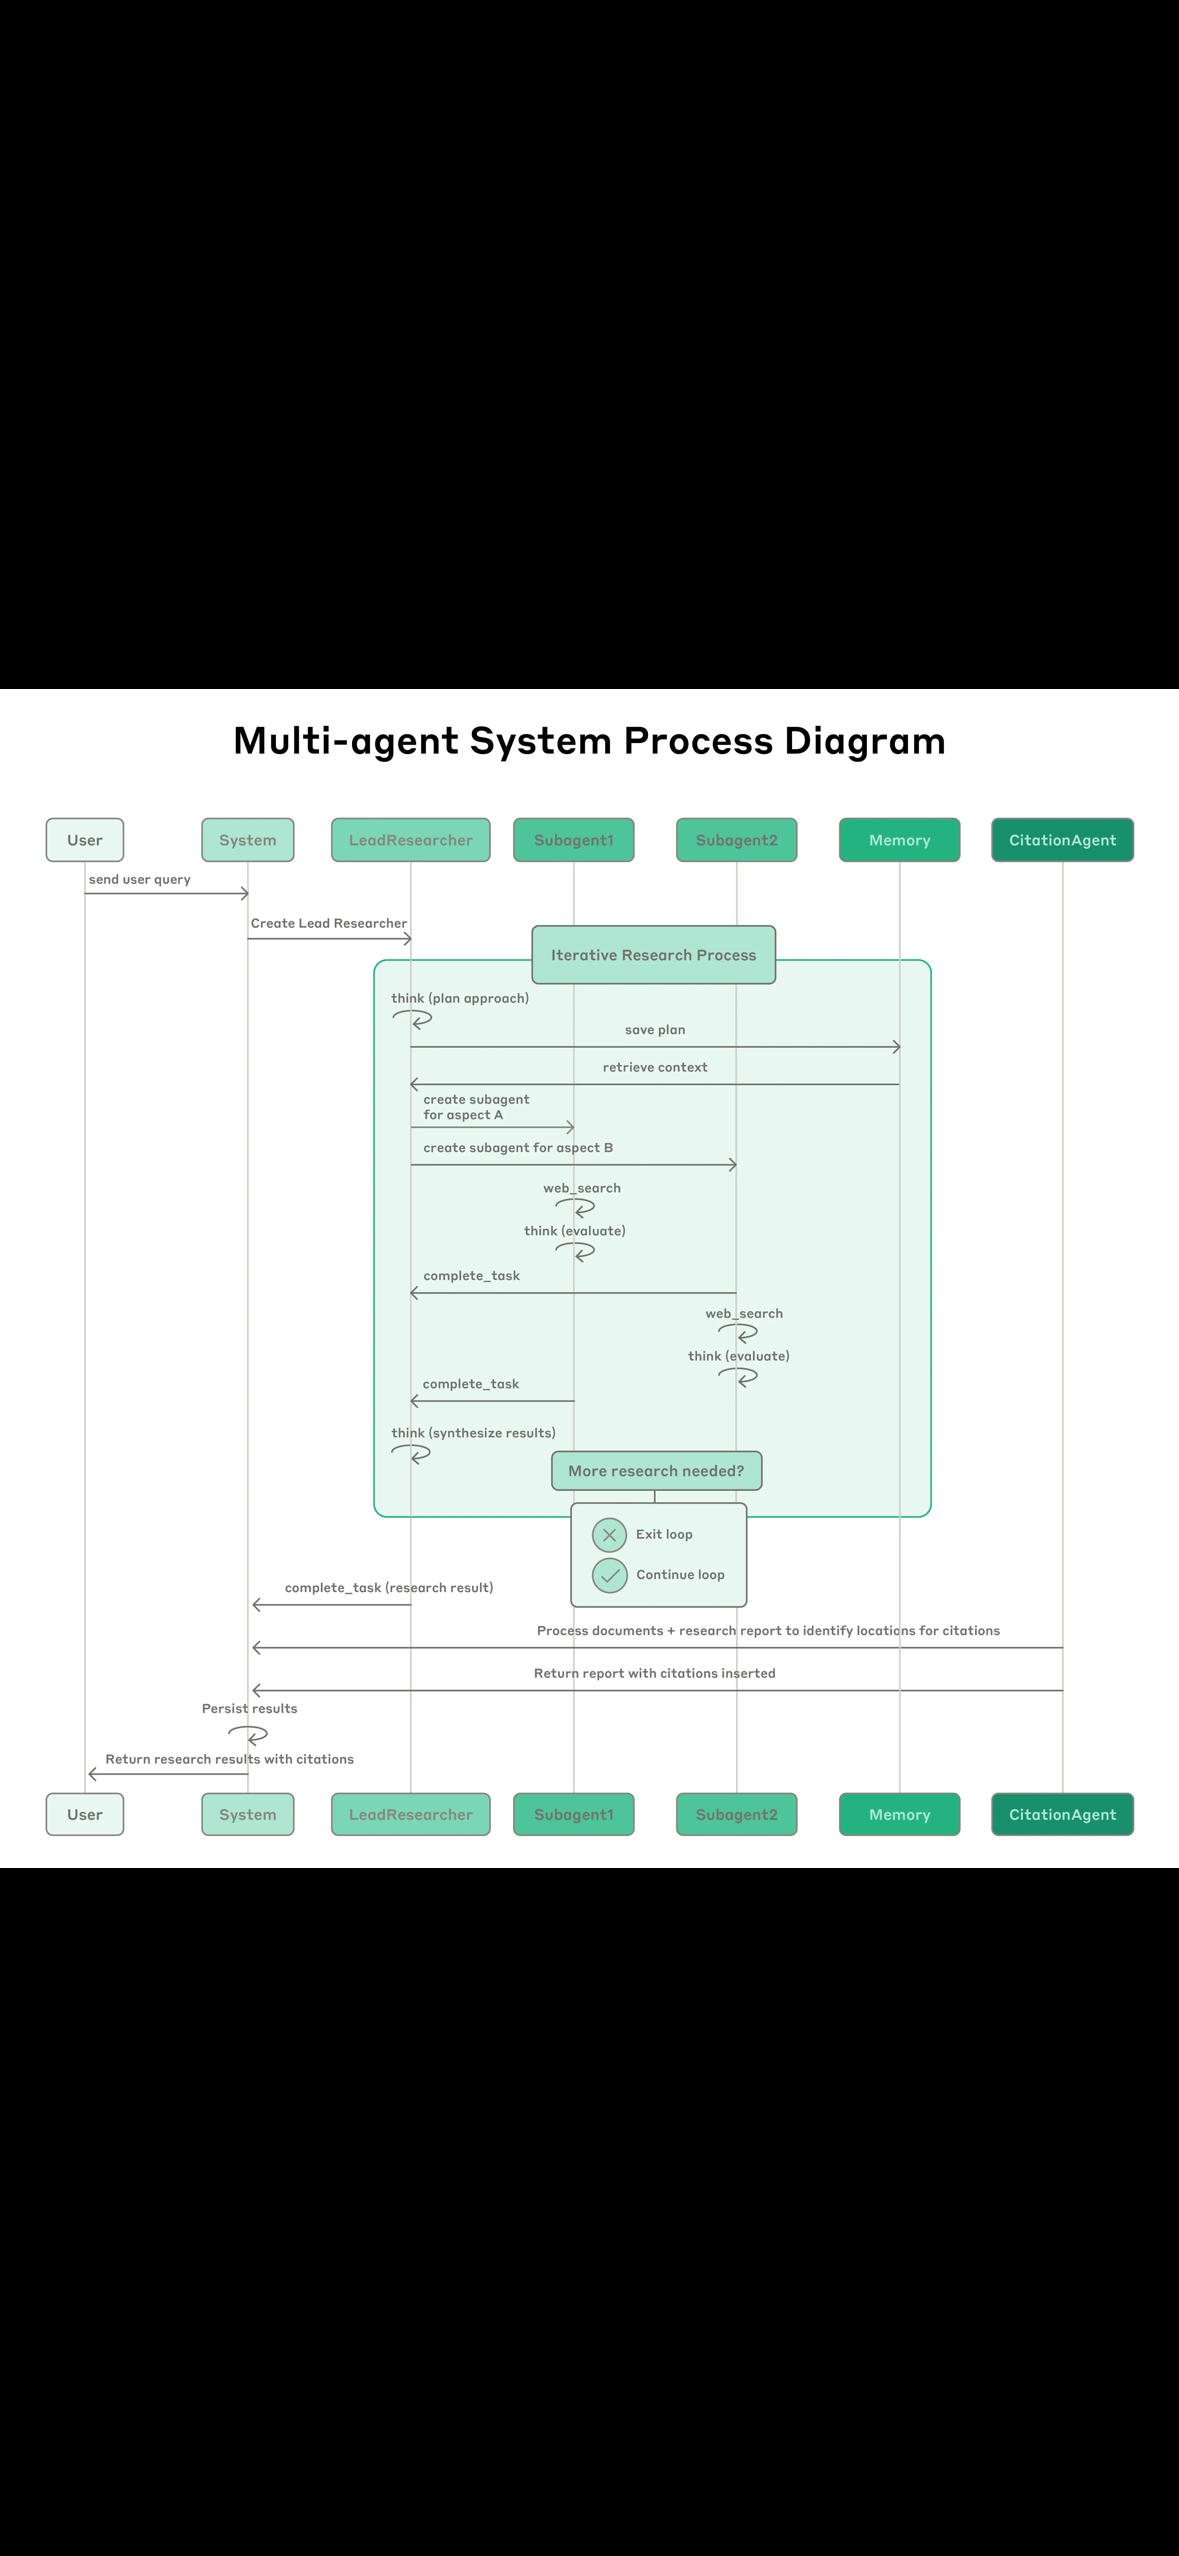 Multi-agent System Process Diagram
User
System
LeadResearcher
Subagent1
Subagent2
Memory
CitationAgent
send user query
Create Lead Researcher
Iterative Research Process
think (plan approach)
save plan
retrieve context
create subagent
for aspect A
create subagent for aspect B
web_search
think (evaluate)
complete_task
web_search
think (evaluate)
complete_task
think (synthesize results)
More research needed?
Exit loop
Continue loop
complete_task (research result)
Process documents + research report to identify locations for citations
Return report with citations inserted
Persist results
Return research results with citations
User
System
LeadResearcher
Subagent1
Subagent2
Memory
CitationAgent